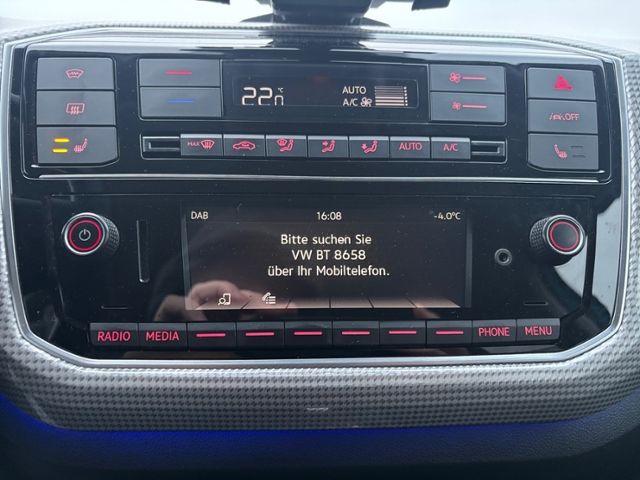 22 °C
AUTO
A/C
OFF
MAX
AUTO
A/C
DAB 16:08 -4.0°C
Bitte suchen Sie
VW BT 8658
über Ihr Mobiltelefon.
RADIO MEDIA PHONE MENU